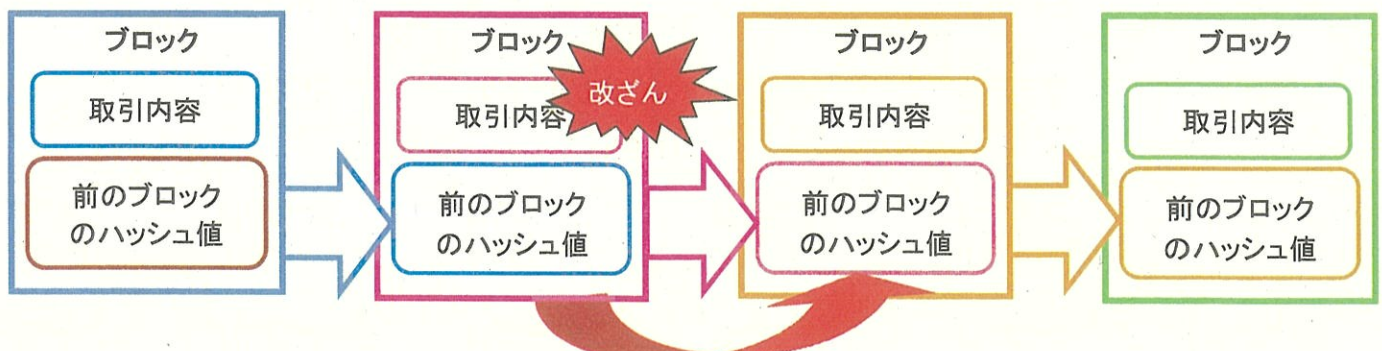 ブロック
取引内容
前のブロック
のハッシュ値
ブロック
取引内容
改ざん
前のブロック
のハッシュ値
ブロック
取引内容
前のブロック
のハッシュ値
ブロック
取引内容
前のブロック
のハッシュ値